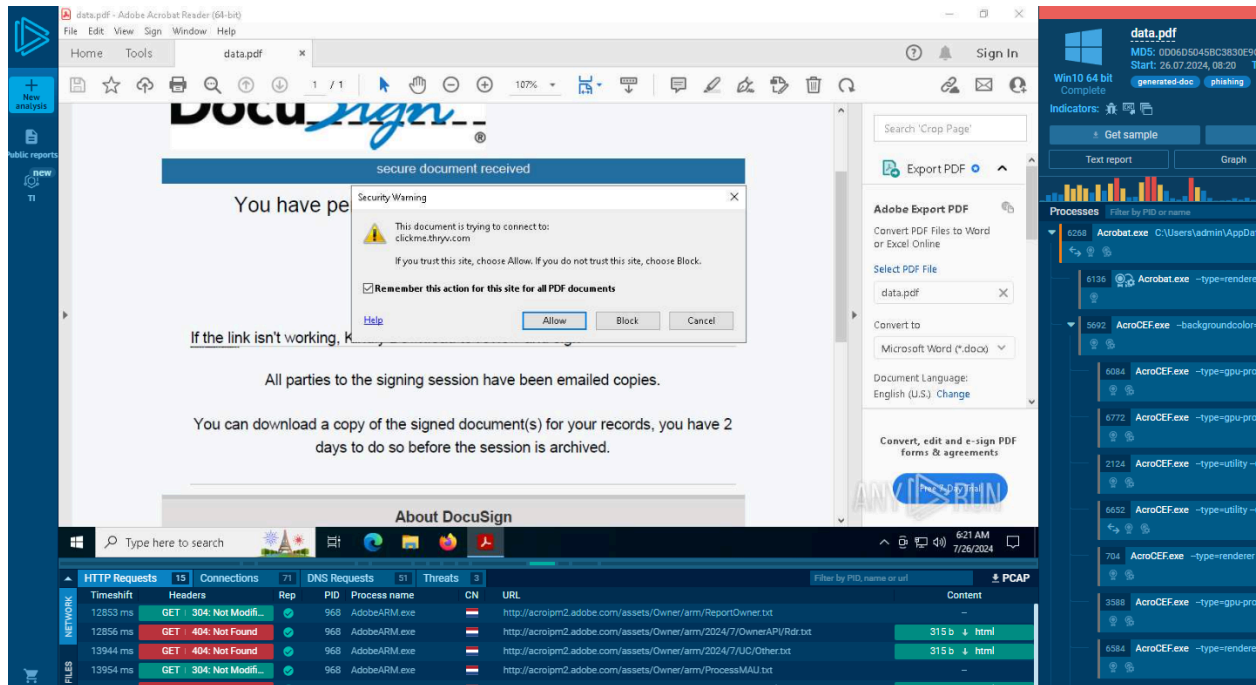 data.pdf - Adobe Acrobat Reader (64-bit)
File Edit View Sign Window Help
Home Tools data.pdf × Sign In
1 / 1 107%
New analysis
Public reports
new
TI
DocuSign
®
secure document received
You have pe
Security Warning
This document is trying to connect to:
clickme.thryv.com
If you trust this site, choose Allow. If you do not trust this site, choose Block.
Remember this action for this site for all PDF documents
Help Allow Block Cancel
If the link isn't working, K
All parties to the signing session have been emailed copies.
You can download a copy of the signed document(s) for your records, you have 2
days to do so before the session is archived.
About DocuSign
Search 'Crop Page'
Export PDF
Adobe Export PDF
Convert PDF Files to Word
or Excel Online
Select PDF File
data.pdf
Convert to
Microsoft Word (*.docx)
Document Language:
English (U.S.) Change
Convert, edit and e-sign PDF
forms & agreements
Free 7-Day Trial
ANY RUN
Type here to search
6:21 AM
7/26/2024
HTTP Requests 15 Connections 71 DNS Requests 51 Threats 3 Filter by PID, name or url PCAP
NETWORK
FILES
Timeshift Headers Rep PID Process name CN URL Content
12853 ms GET 304: Not Modifi... 968 AdobeARM.exe http://acroipm2.adobe.com/assets/Owner/arm/ReportOwner.txt –
12856 ms GET 404: Not Found 968 AdobeARM.exe http://acroipm2.adobe.com/assets/Owner/arm/2024/7/OwnerAPI/Rdr.txt 315 b html
13944 ms GET 404: Not Found 968 AdobeARM.exe http://acroipm2.adobe.com/assets/Owner/arm/2024/7/UC/Other.txt 315 b html
13954 ms GET 304: Not Modifi... 968 AdobeARM.exe http://acroipm2.adobe.com/assets/Owner/arm/ProcessMAU.txt –
data.pdf
MD5: 0D06D5045BC3830E9
Start: 26.07.2024, 08:20 T
Win10 64 bit
Complete
generated-doc phishing
Indicators:
Get sample
Text report Graph
Processes Filter by PID or name
6268 Acrobat.exe C:\Users\admin\AppDat
6136 Acrobat.exe --type=rendere
5692 AcroCEF.exe --backgroundcolor=
6084 AcroCEF.exe --type=gpu-pro
6772 AcroCEF.exe --type=gpu-pro
2124 AcroCEF.exe --type=utility --
6652 AcroCEF.exe --type=utility --
704 AcroCEF.exe --type=renderer
3588 AcroCEF.exe --type=gpu-pro
6584 AcroCEF.exe --type=rendere